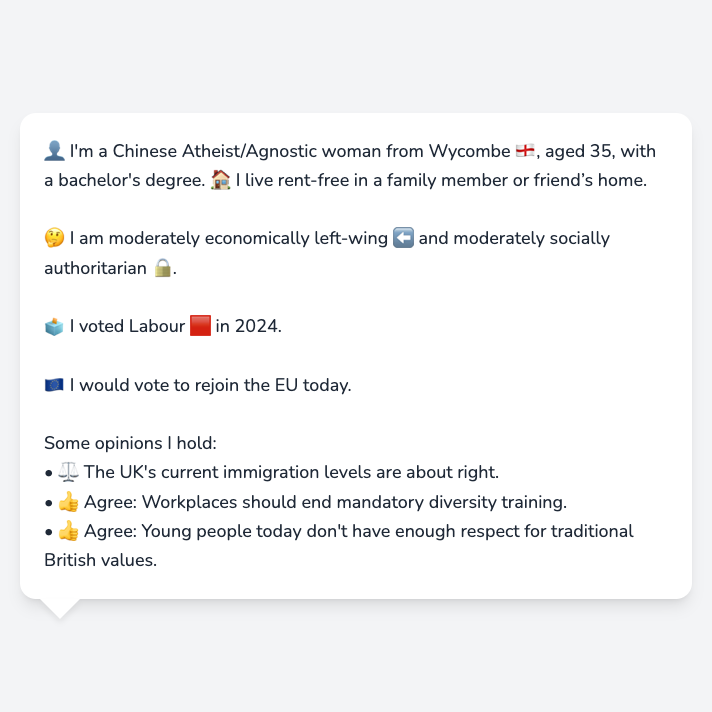 👤 I'm a Chinese Atheist/Agnostic woman from Wycombe 🏴󠁧󠁢󠁥󠁮󠁧󠁿, aged 35, with
a bachelor's degree. 🏠 I live rent-free in a family member or friend’s home.
🤔 I am moderately economically left-wing ⬅️ and moderately socially
authoritarian 🔒.
🗳️ I voted Labour 🟥 in 2024.
🇪🇺 I would vote to rejoin the EU today.
Some opinions I hold:
• ⚖️ The UK's current immigration levels are about right.
• 👍 Agree: Workplaces should end mandatory diversity training.
• 👍 Agree: Young people today don't have enough respect for traditional
British values.